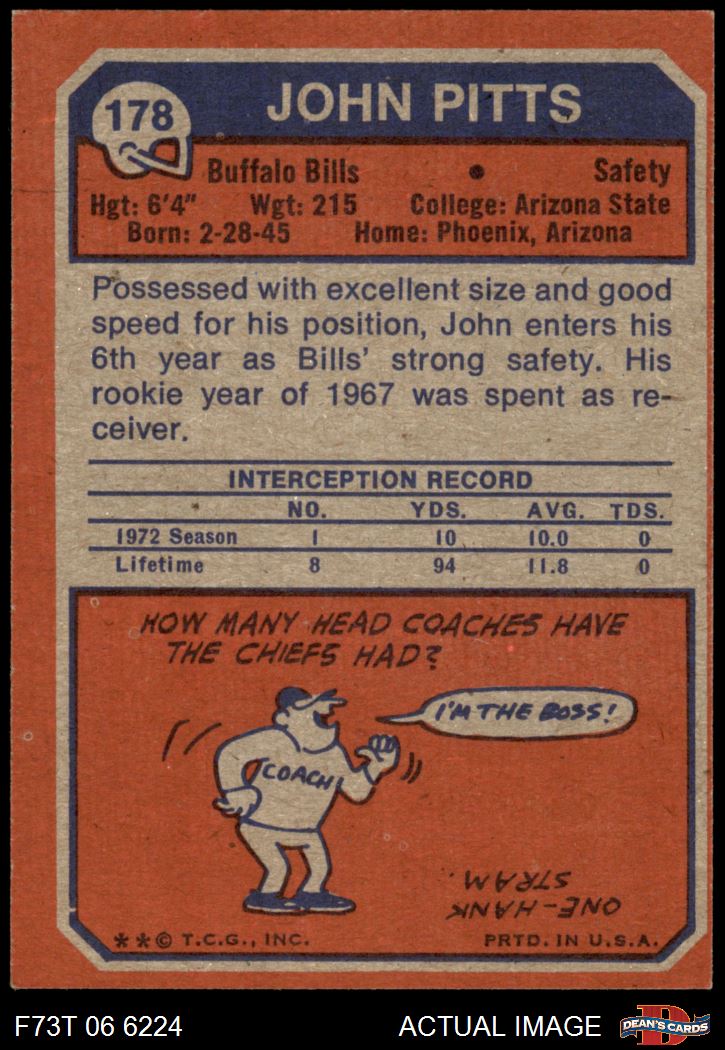 178
JOHN PITTS
Buffalo Bills • Safety
Hgt: 6'4" Wgt: 215 College: Arizona State
Born: 2-28-45 Home: Phoenix, Arizona
Possessed with excellent size and good
speed for his position, John enters his
6th year as Bills' strong safety. His
rookie year of 1967 was spent as re-
ceiver.
INTERCEPTION RECORD
NO. YDS. AVG. TDS.
1972 Season 1 10 10.0 0
Lifetime 8 94 11.8 0
HOW MANY HEAD COACHES HAVE
THE CHIEFS HAD?
I'M THE BOSS!
COACH
ONE-HANK
STRAM.
**© T.C.G., INC. PRTD. IN U.S.A.
F73T 06 6224 ACTUAL IMAGE D DEAN'S CARDS